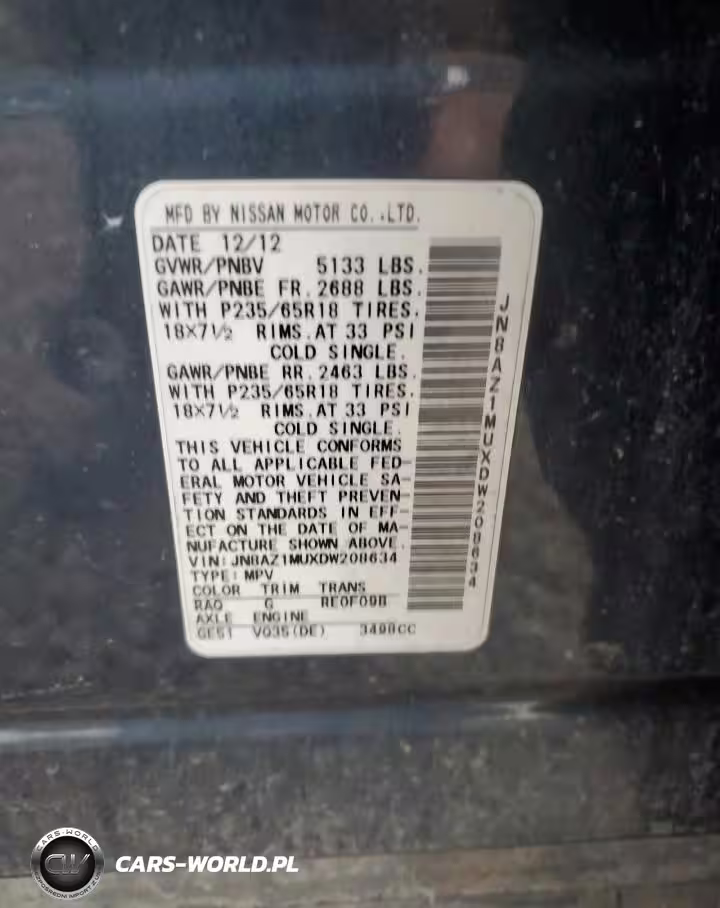 MFD BY NISSAN MOTOR CO.,LTD.
DATE 12/12
GVWR/PNBV 5133 LBS.
GAWR/PNBE FR. 2688 LBS.
WITH P235/65R18 TIRES.
18X7½ RIMS. AT 33 PSI
COLD SINGLE.
GAWR/PNBE RR. 2463 LBS.
WITH P235/65R18 TIRES.
18X7½ RIMS. AT 33 PSI
COLD SINGLE.
THIS VEHICLE CONFORMS
TO ALL APPLICABLE FED-
ERAL MOTOR VEHICLE SA-
FETY AND THEFT PREVEN-
TION STANDARDS IN EFF-
ECT ON THE DATE OF MA-
NUFACTURE SHOWN ABOVE.
VIN:JN8AZ1MUXDW208634
TYPE:MPV
COLOR TRIM TRANS
RAQ G RE0F09B
AXLE ENGINE
GE51 VQ35(DE) 3498CC
JN8AZ1MUXDW208634
CARS-WORLD
CW
CARS-WORLD.PL